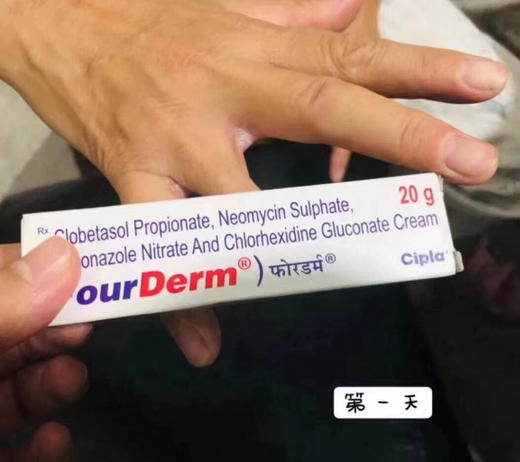 Rx Clobetasol Propionate, Neomycin Sulphate, 20 g
onazole Nitrate And Chlorhexidine Gluconate Cream
ourDerm® फोरडर्म® Cipla
第一天